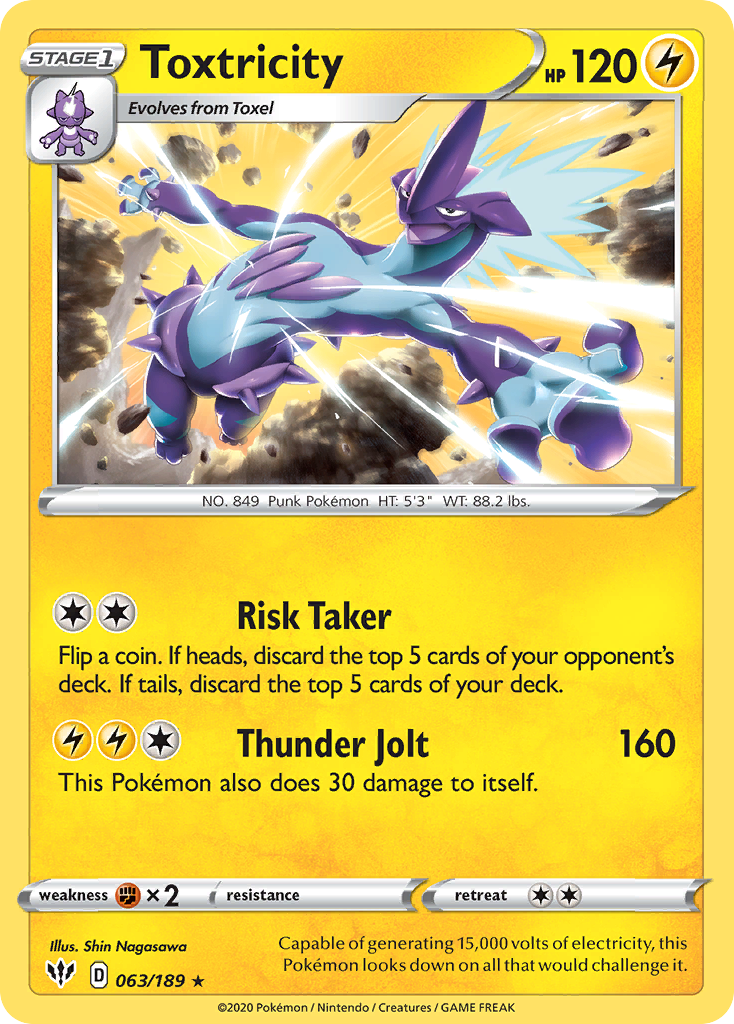 STAGE1
Toxtricity
HP 120
Evolves from Toxel
NO. 849 Punk Pokémon HT: 5'3" WT: 88.2 lbs.
Risk Taker
Flip a coin. If heads, discard the top 5 cards of your opponent's
deck. If tails, discard the top 5 cards of your deck.
Thunder Jolt 160
This Pokémon also does 30 damage to itself.
weakness ×2 resistance retreat
Illus. Shin Nagasawa
Capable of generating 15,000 volts of electricity, this
Pokémon looks down on all that would challenge it.
D 063/189 ★
©2020 Pokémon / Nintendo / Creatures / GAME FREAK